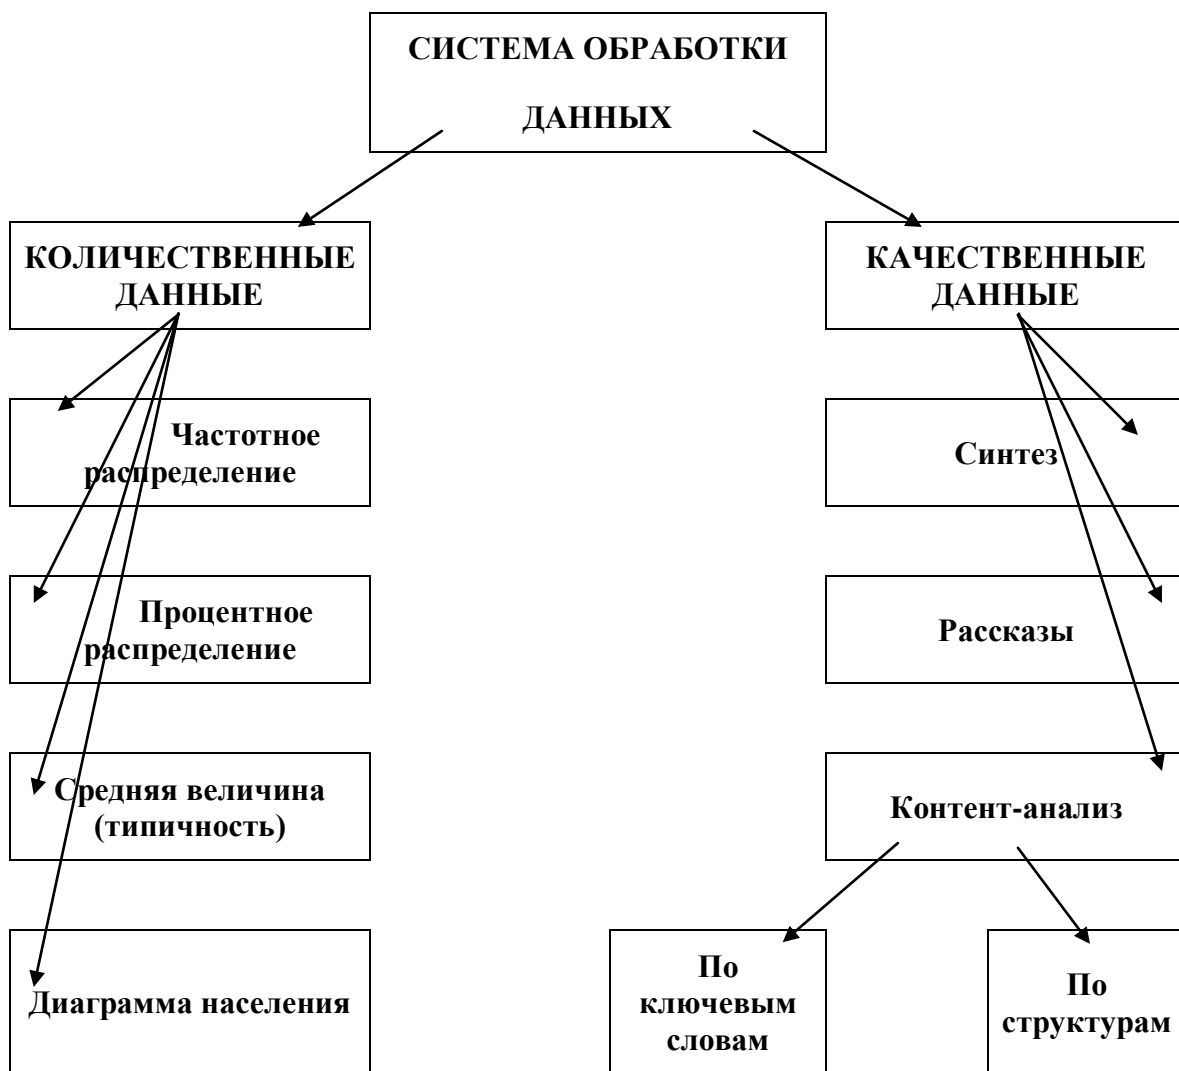 СИСТЕМА ОБРАБОТКИ
ДАННЫХ
КОЛИЧЕСТВЕННЫЕ
ДАННЫЕ
КАЧЕСТВЕННЫЕ
ДАННЫЕ
Частотное
распределение
Синтез
Процентное
распределение
Рассказы
Средняя величина
(типичность)
Контент-анализ
Диаграмма населения
По
ключевым
словам
По
структурам